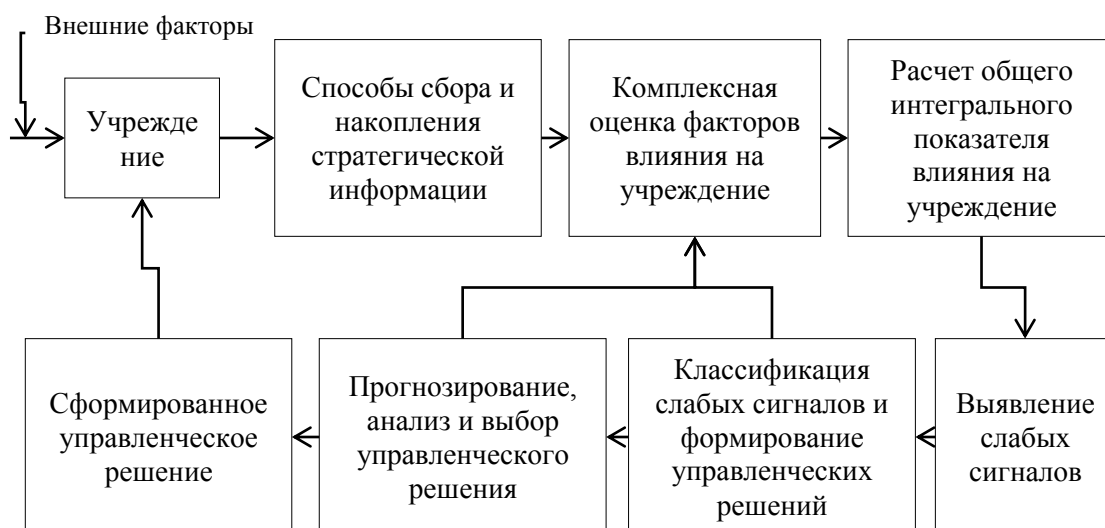 Внешние факторы
Учрежде
ние
Способы сбора и
накопления
стратегической
информации
Комплексная
оценка факторов
влияния на
учреждение
Расчет общего
интегрального
показателя
влияния на
учреждение
Сформированное
управленческое
решение
Прогнозирование,
анализ и выбор
управленческого
решения
Классификация
слабых сигналов и
формирование
управленческих
решений
Выявление
слабых
сигналов